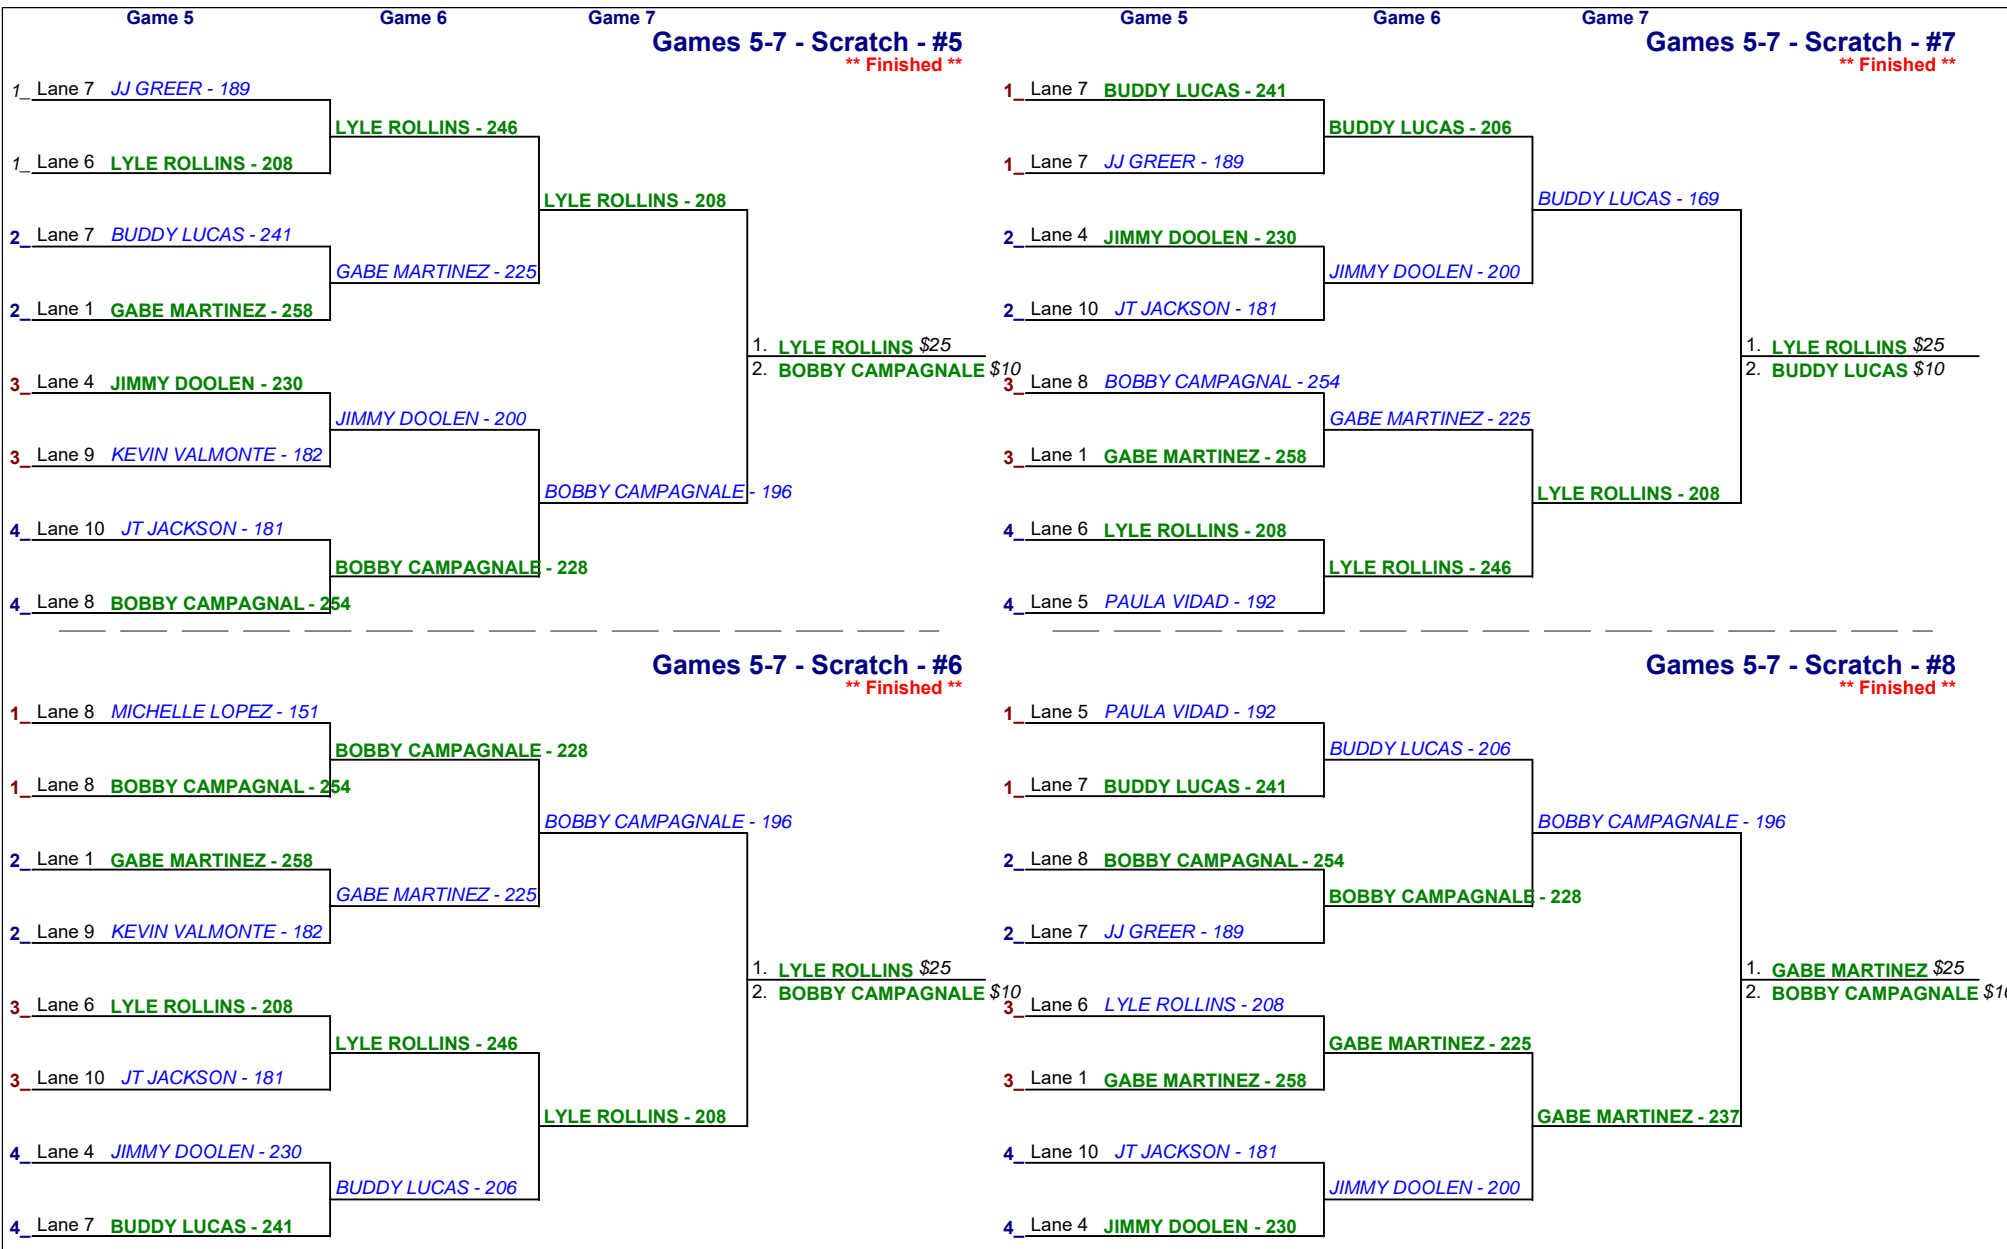 Game 5 Game 6 Game 7
Games 5-7 - Scratch - #5
** Finished **
1_ Lane 7 JJ GREER - 189
LYLE ROLLINS - 246
1_ Lane 6 LYLE ROLLINS - 208
LYLE ROLLINS - 208
2_ Lane 7 BUDDY LUCAS - 241
GABE MARTINEZ - 225
2_ Lane 1 GABE MARTINEZ - 258
1. LYLE ROLLINS $25
2. BOBBY CAMPAGNALE $10
3_ Lane 4 JIMMY DOOLEN - 230
JIMMY DOOLEN - 200
3_ Lane 9 KEVIN VALMONTE - 182
BOBBY CAMPAGNALE - 196
4_ Lane 10 JT JACKSON - 181
BOBBY CAMPAGNALE - 228
4_ Lane 8 BOBBY CAMPAGNAL - 254
Games 5-7 - Scratch - #6
** Finished **
1_ Lane 8 MICHELLE LOPEZ - 151
BOBBY CAMPAGNALE - 228
1_ Lane 8 BOBBY CAMPAGNAL - 254
BOBBY CAMPAGNALE - 196
2_ Lane 1 GABE MARTINEZ - 258
GABE MARTINEZ - 225
2_ Lane 9 KEVIN VALMONTE - 182
1. LYLE ROLLINS $25
2. BOBBY CAMPAGNALE $10
3_ Lane 6 LYLE ROLLINS - 208
LYLE ROLLINS - 246
3_ Lane 10 JT JACKSON - 181
LYLE ROLLINS - 208
4_ Lane 4 JIMMY DOOLEN - 230
BUDDY LUCAS - 206
4_ Lane 7 BUDDY LUCAS - 241
Game 5 Game 6 Game 7
Games 5-7 - Scratch - #7
** Finished **
1_ Lane 7 BUDDY LUCAS - 241
BUDDY LUCAS - 206
1_ Lane 7 JJ GREER - 189
BUDDY LUCAS - 169
2_ Lane 4 JIMMY DOOLEN - 230
JIMMY DOOLEN - 200
2_ Lane 10 JT JACKSON - 181
1. LYLE ROLLINS $25
2. BUDDY LUCAS $10
3_ Lane 8 BOBBY CAMPAGNAL - 254
GABE MARTINEZ - 225
3_ Lane 1 GABE MARTINEZ - 258
LYLE ROLLINS - 208
4_ Lane 6 LYLE ROLLINS - 208
LYLE ROLLINS - 246
4_ Lane 5 PAULA VIDAD - 192
Games 5-7 - Scratch - #8
** Finished **
1_ Lane 5 PAULA VIDAD - 192
BUDDY LUCAS - 206
1_ Lane 7 BUDDY LUCAS - 241
BOBBY CAMPAGNALE - 196
2_ Lane 8 BOBBY CAMPAGNAL - 254
BOBBY CAMPAGNALE - 228
2_ Lane 7 JJ GREER - 189
1. GABE MARTINEZ $25
2. BOBBY CAMPAGNALE $10
3_ Lane 6 LYLE ROLLINS - 208
GABE MARTINEZ - 225
3_ Lane 1 GABE MARTINEZ - 258
GABE MARTINEZ - 237
4_ Lane 10 JT JACKSON - 181
JIMMY DOOLEN - 200
4_ Lane 4 JIMMY DOOLEN - 230